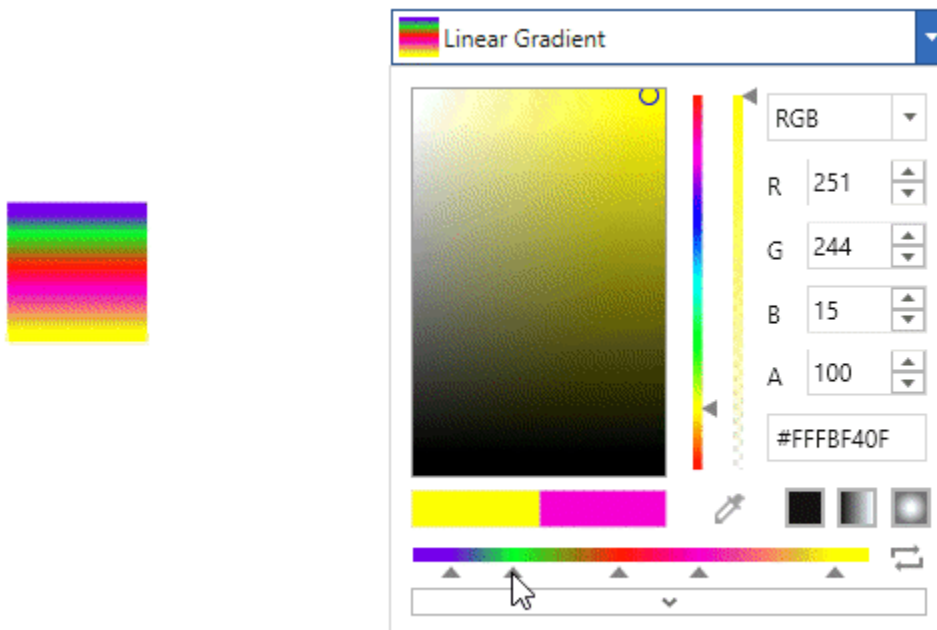 Linear Gradient
RGB
R 251
G 244
B 15
A 100
#FFFBF40F